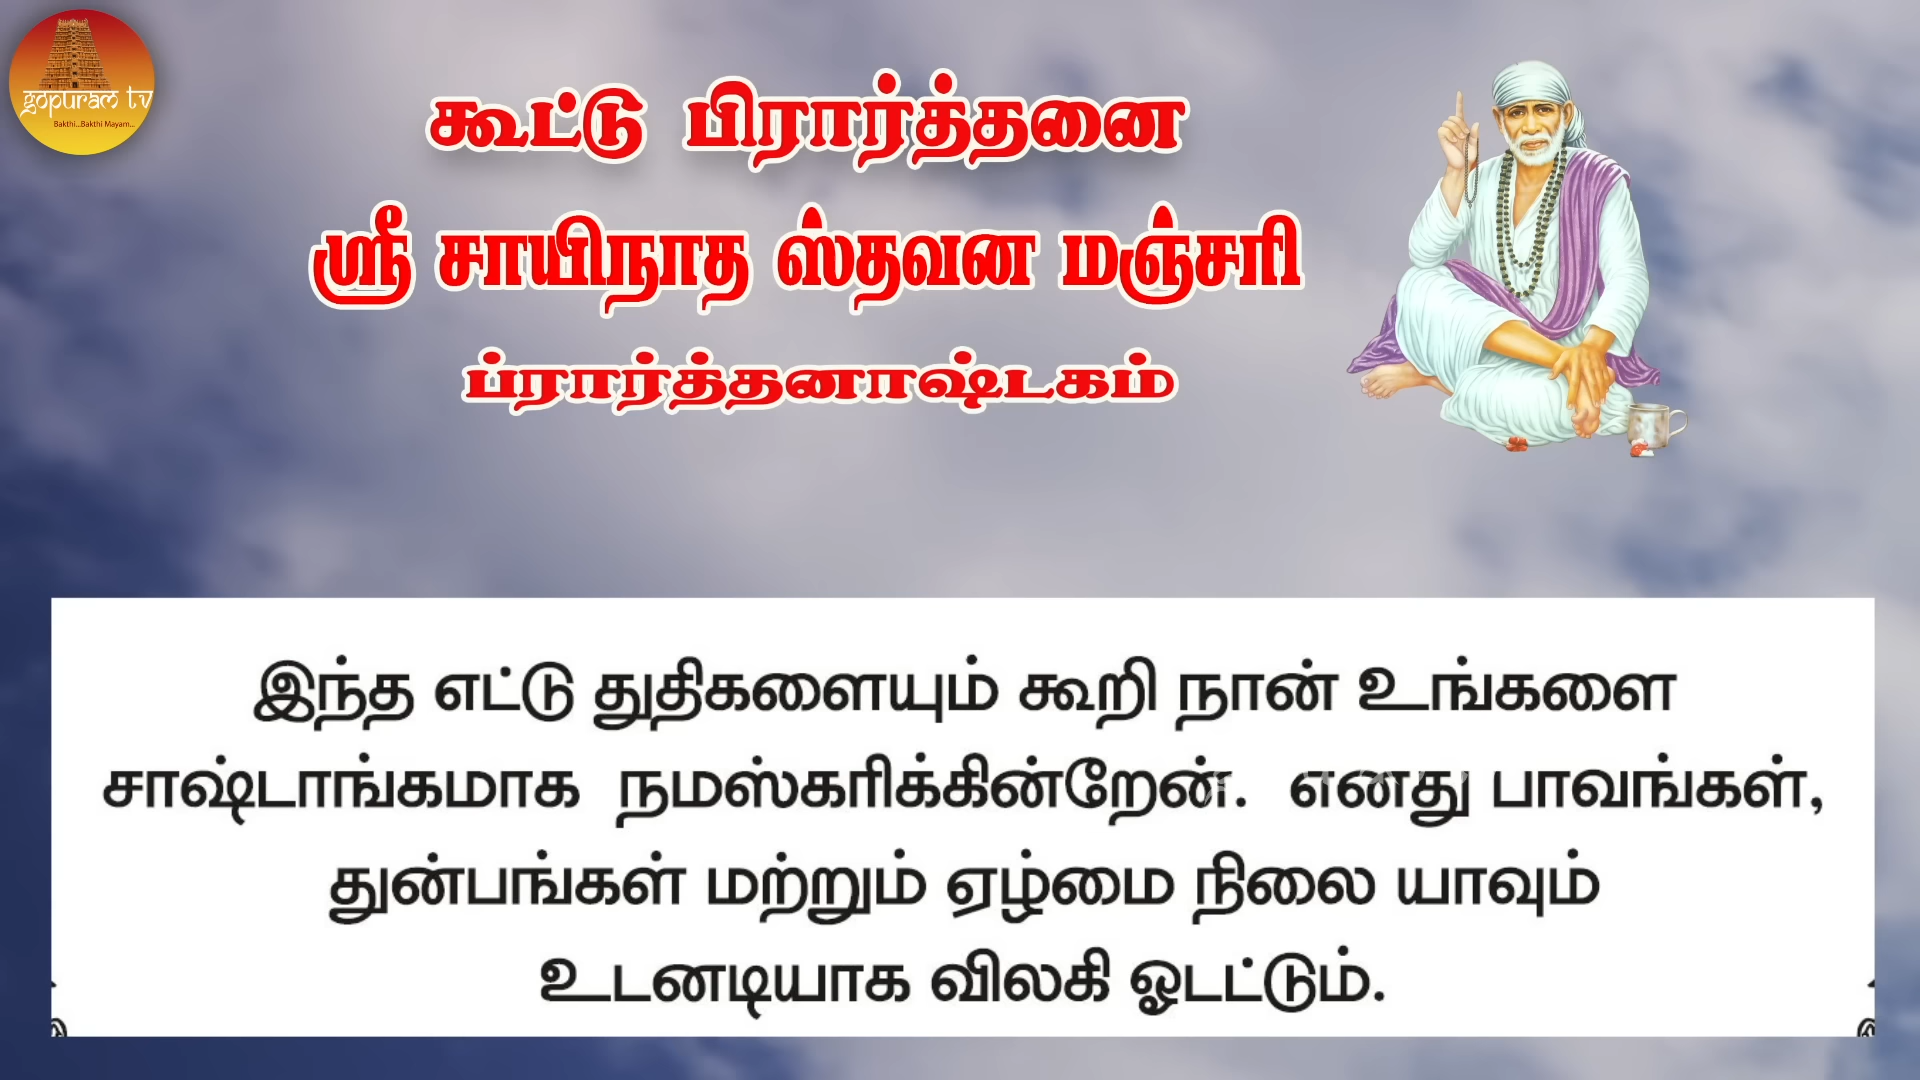 gopuram tv
Bakthi...Bakthi Mayam...
கூட்டு பிரார்த்தனை
ஸ்ரீ சாயிநாத ஸ்தவன மஞ்சரி
ப்ரார்த்தனாஷ்டகம்
இந்த எட்டு துதிகளையும் கூறி நான் உங்களை
சாஷ்டாங்கமாக நமஸ்கரிக்கின்றேன். எனது பாவங்கள்,
துன்பங்கள் மற்றும் ஏழ்மை நிலை யாவும்
உடனடியாக விலகி ஓடட்டும்.